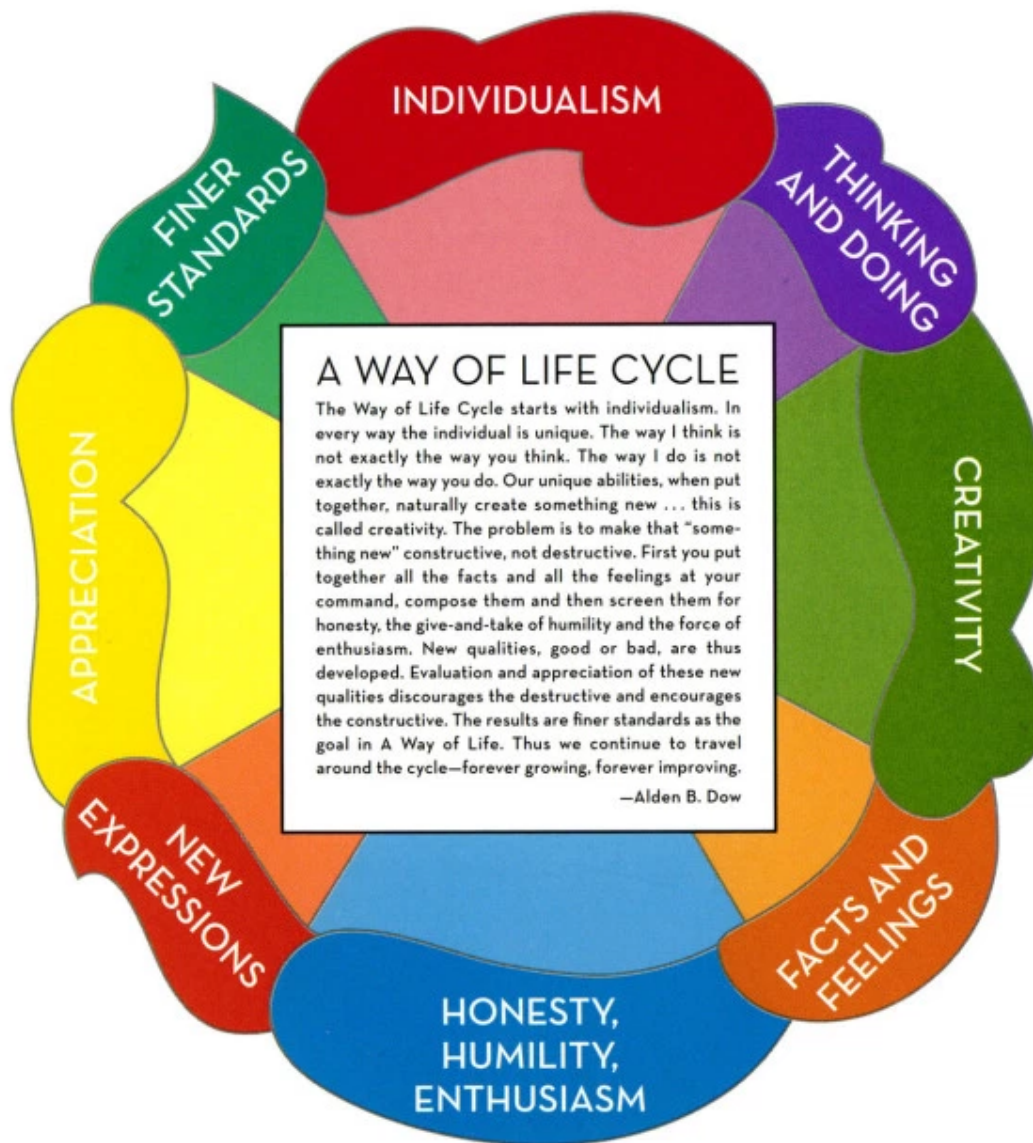 INDIVIDUALISM
THINKING
AND DOING
CREATIVITY
FACTS AND
FEELINGS
HONESTY,
HUMILITY,
ENTHUSIASM
NEW
EXPRESSIONS
APPRECIATION
FINER
STANDARDS
A WAY OF LIFE CYCLE
The Way of Life Cycle starts with individualism. In
every way the individual is unique. The way I think is
not exactly the way you think. The way I do is not
exactly the way you do. Our unique abilities, when put
together, naturally create something new ... this is
called creativity. The problem is to make that “some-
thing new” constructive, not destructive. First you put
together all the facts and all the feelings at your
command, compose them and then screen them for
honesty, the give-and-take of humility and the force of
enthusiasm. New qualities, good or bad, are thus
developed. Evaluation and appreciation of these new
qualities discourages the destructive and encourages
the constructive. The results are finer standards as the
goal in A Way of Life. Thus we continue to travel
around the cycle—forever growing, forever improving.
—Alden B. Dow